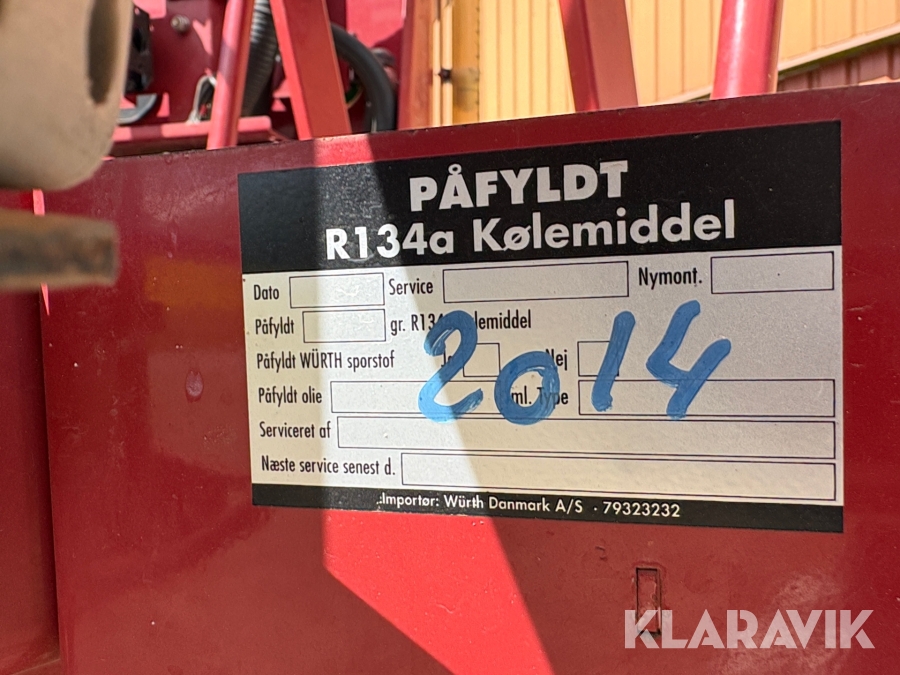 PÅFYLDT
R134a Kølemiddel
Dato Service Nymont.
Påfyldt gr. R134 lemiddel
Påfyldt WÜRTH sporstof Nej
2014
Påfyldt olie ml. Type
Serviceret af
Næste service senest d.
Importør: Würth Danmark A/S · 79323232
KLARAVIK